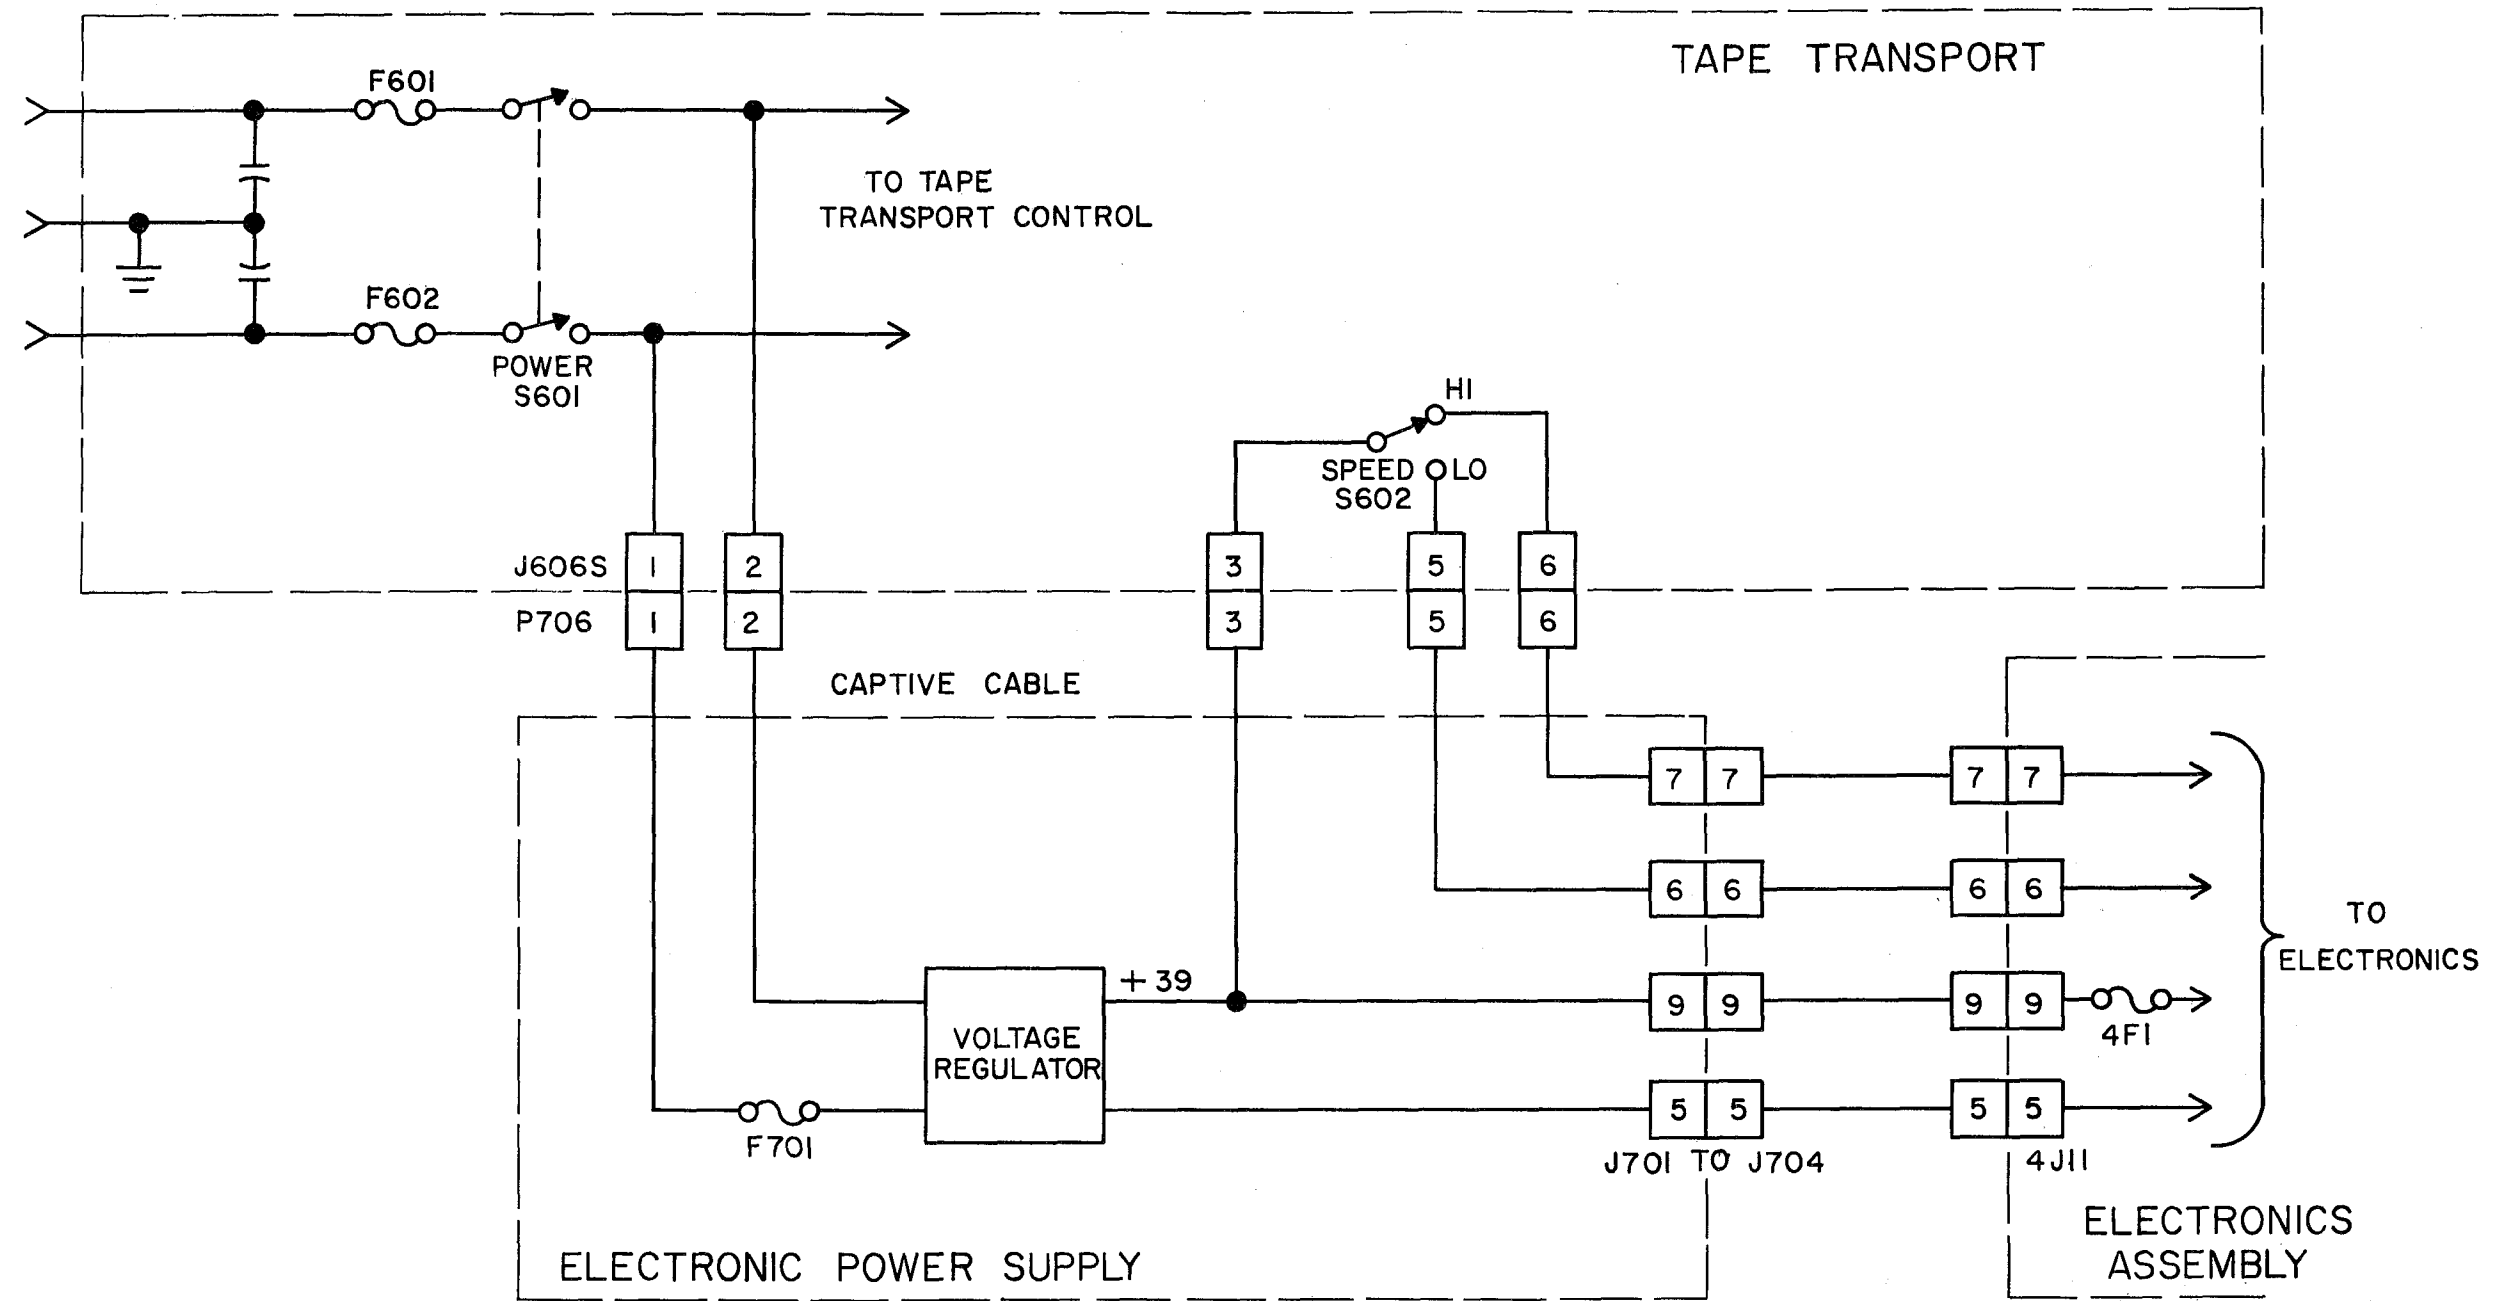 TAPE TRANSPORT
F601
TO TAPE
TRANSPORT CONTROL
F602
POWER
S601
HI
SPEED LO
S602
J606S 1 2 3 5 6
P706 1 2 3 5 6
CAPTIVE CABLE
7 7 7 7
6 6 6 6
TO
ELECTRONICS
+39
9 9 9 9
4F1
VOLTAGE
REGULATOR
5 5 5 5
F701
J701 TO J704
4J11
ELECTRONICS
ASSEMBLY
ELECTRONIC POWER SUPPLY